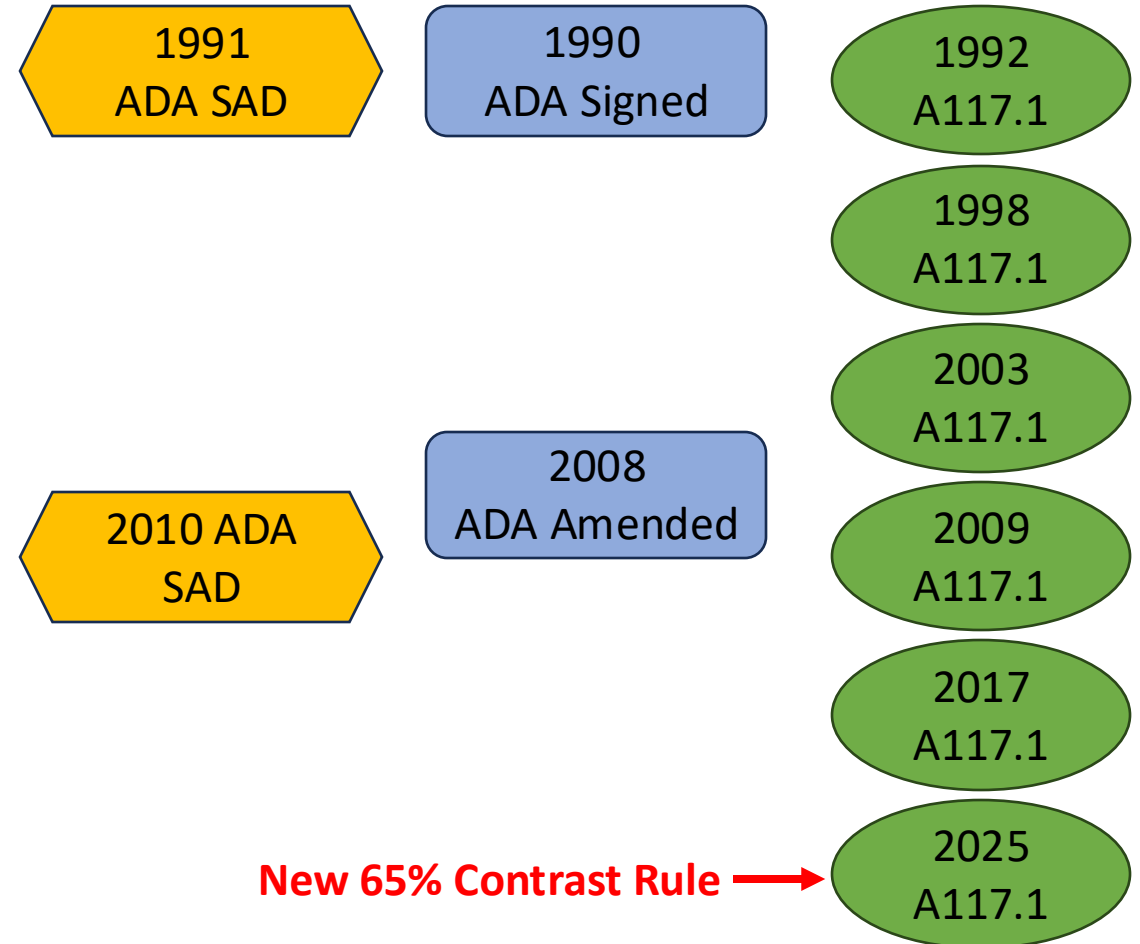 1991
ADA SAD
1990
ADA Signed
1992
A117.1
1998
A117.1
2003
A117.1
2008
ADA Amended
2010 ADA
SAD
2009
A117.1
2017
A117.1
2025
A117.1
New 65% Contrast Rule